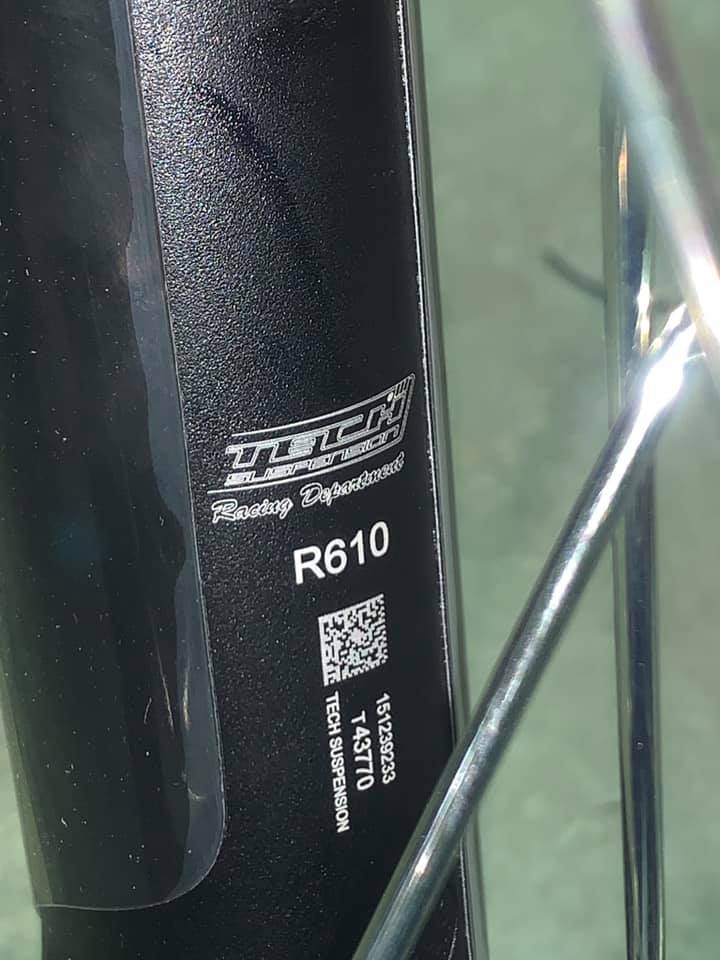 TECH
SUSPENSION
Racing Department
R610
151239233
T43770
TECH SUSPENSION